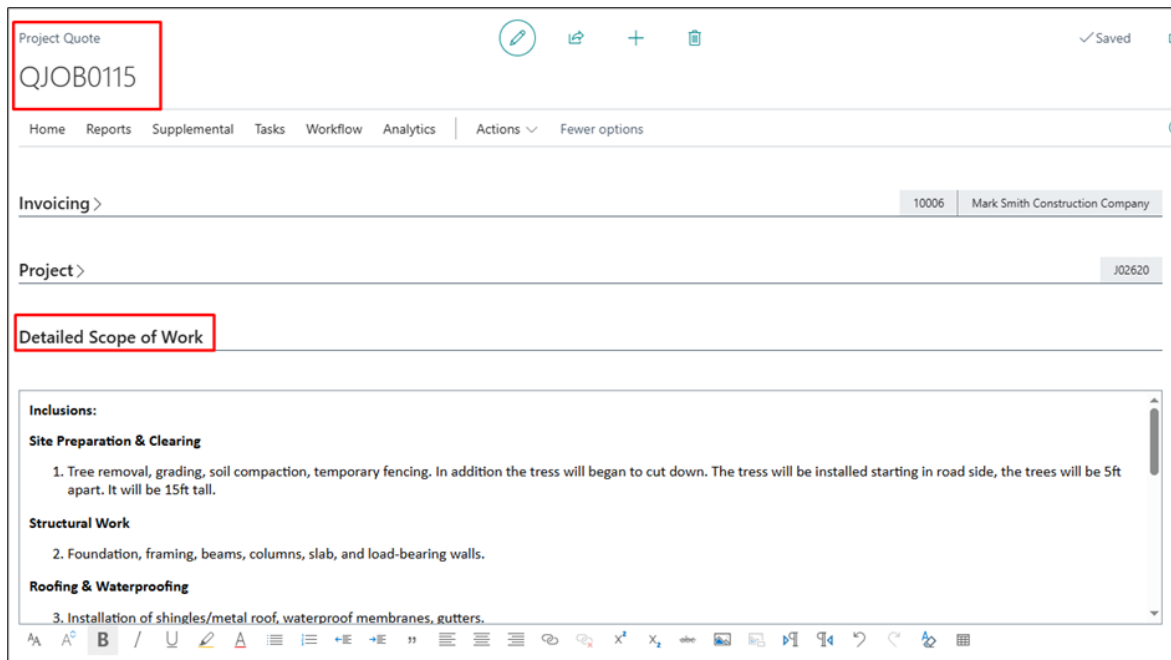 Project Quote
Saved
QJOB0115
Home Reports Supplemental Tasks Workflow Analytics Actions Fewer options
Invoicing
10006 Mark Smith Construction Company
Project
J02620
Detailed Scope of Work
Inclusions:
Site Preparation & Clearing
1. Tree removal, grading, soil compaction, temporary fencing. In addition the tress will began to cut down. The tress will be installed starting in road side, the trees will be 5ft
apart. It will be 15ft tall.
Structural Work
2. Foundation, framing, beams, columns, slab, and load-bearing walls.
Roofing & Waterproofing
3. Installation of shingles/metal roof, waterproof membranes, gutters.